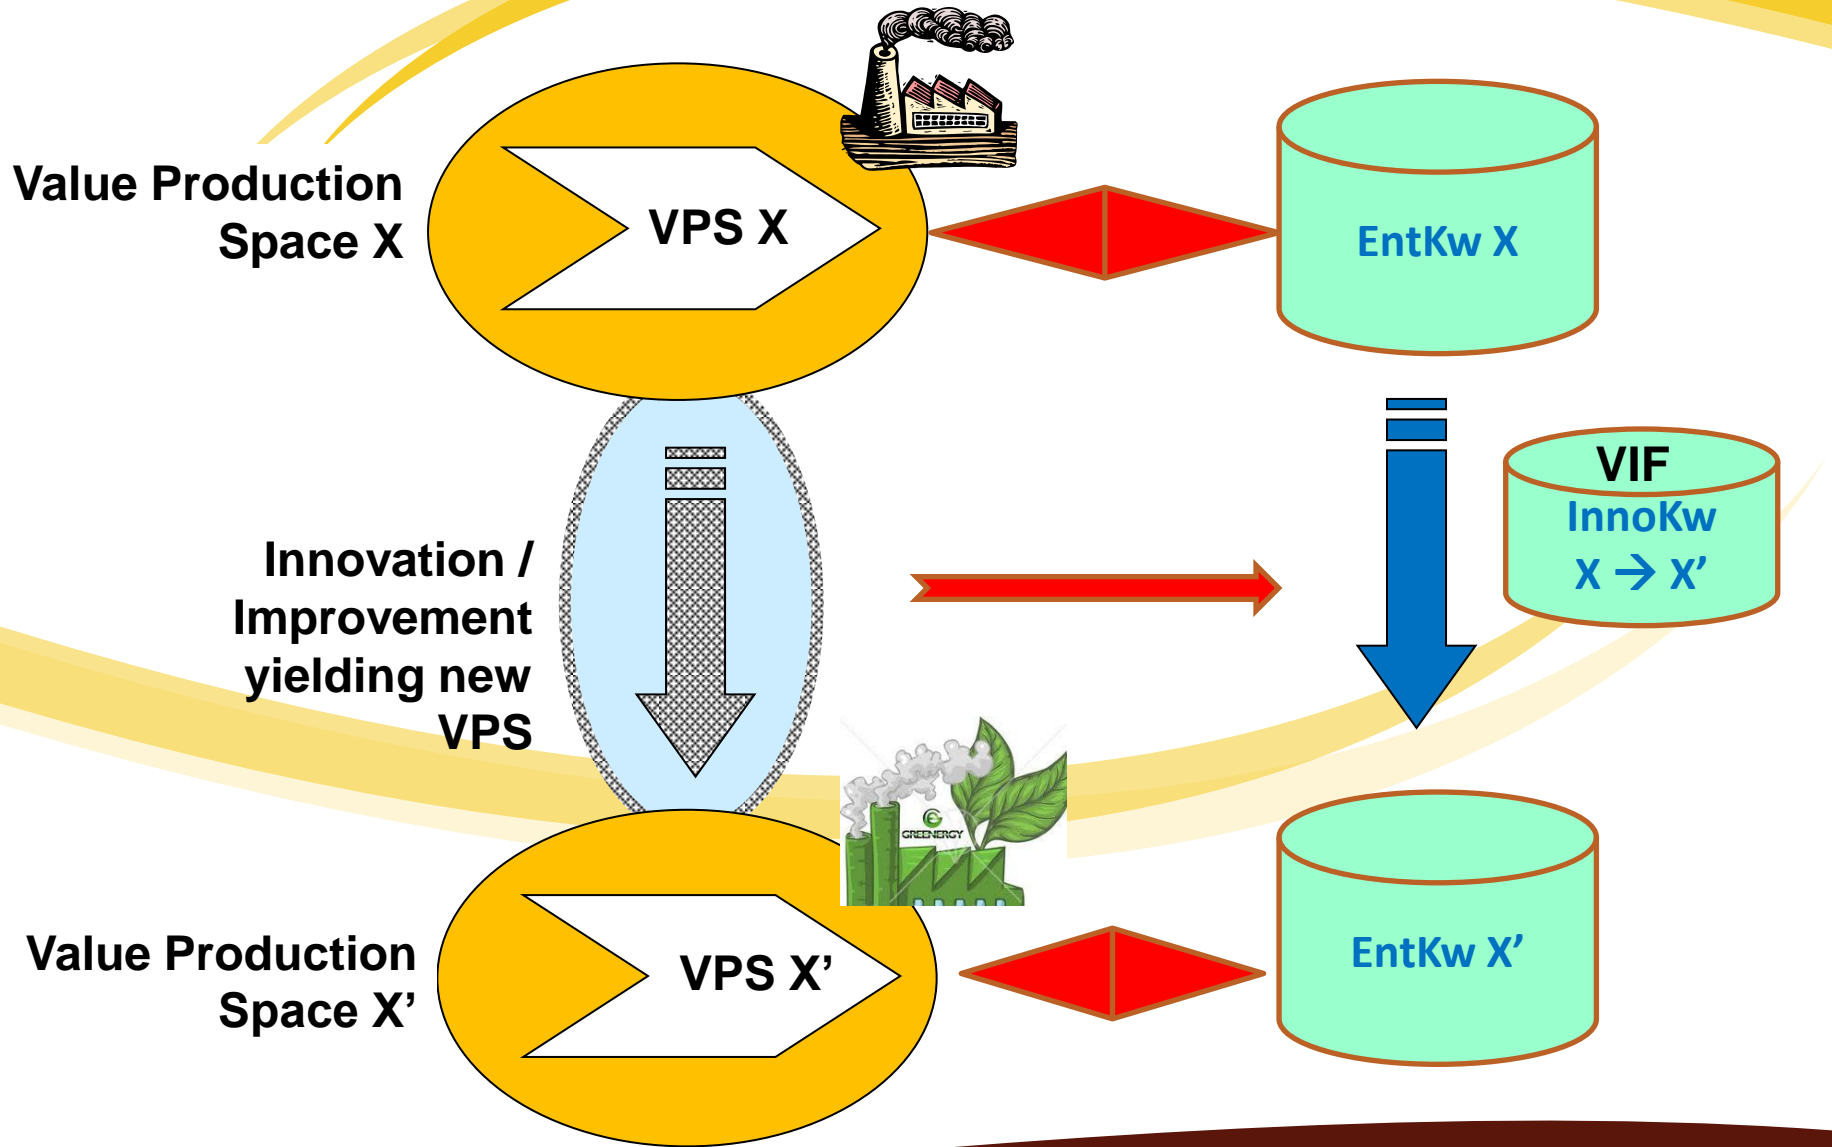 Value Production
Space X
VPS X
EntKw X
Innovation /
Improvement
yielding new
VPS
VIF
InnoKw
X → X’
GREENERGY
Value Production
Space X’
VPS X’
EntKw X’